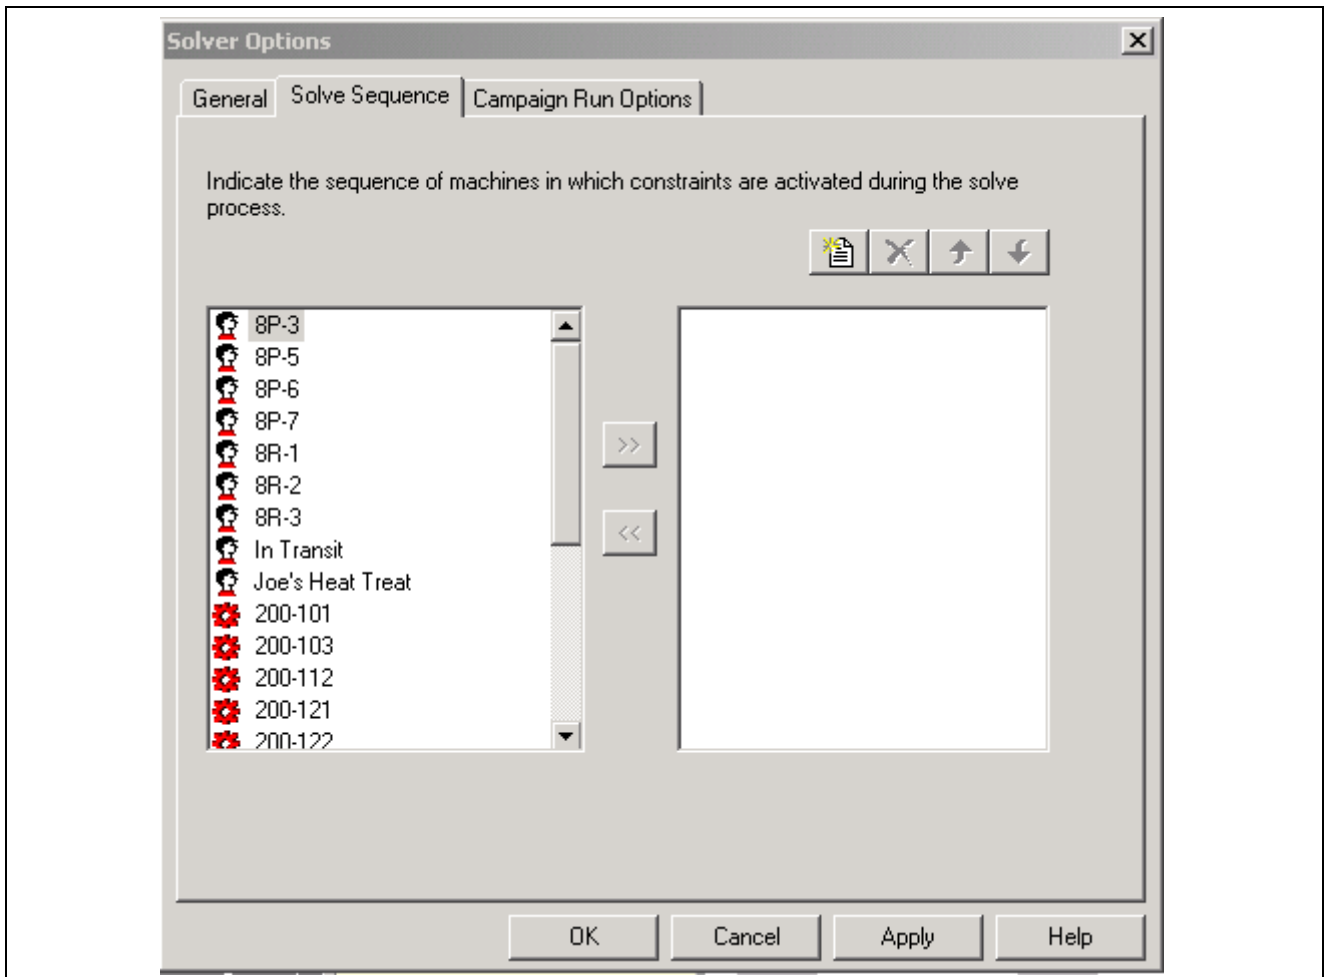 Solver Options
General
Solve Sequence
Campaign Run Options
Indicate the sequence of machines in which constraints are activated during the solve
process.
8P-3
8P-5
8P-6
8P-7
8R-1
8R-2
8R-3
In Transit
Joe's Heat Treat
200-101
200-103
200-112
200-121
200-122
>>
<<
OK
Cancel
Apply
Help